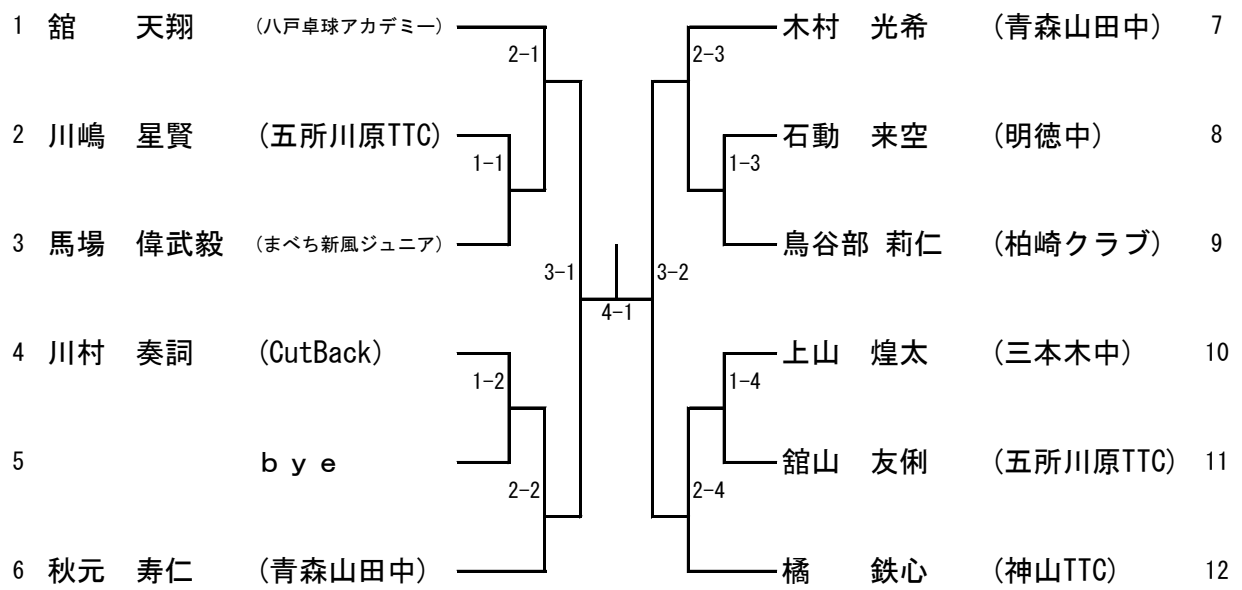 1 舘 天翔 (八戸卓球アカデミー) 木村 光希 (青森山田中) 7
2-1 2-3
2 川嶋 星賢 (五所川原TTC) 石動 来空 (明徳中) 8
1-1 1-3
3 馬場 偉武毅 (まべち新風ジュニア) 鳥谷部 莉仁 (柏崎クラブ) 9
3-1 3-2
4-1
4 川村 奏詞 (CutBack) 上山 煌太 (三本木中) 10
1-2 1-4
5 bye 舘山 友俐 (五所川原TTC) 11
2-2 2-4
6 秋元 寿仁 (青森山田中) 橘 鉄心 (神山TTC) 12